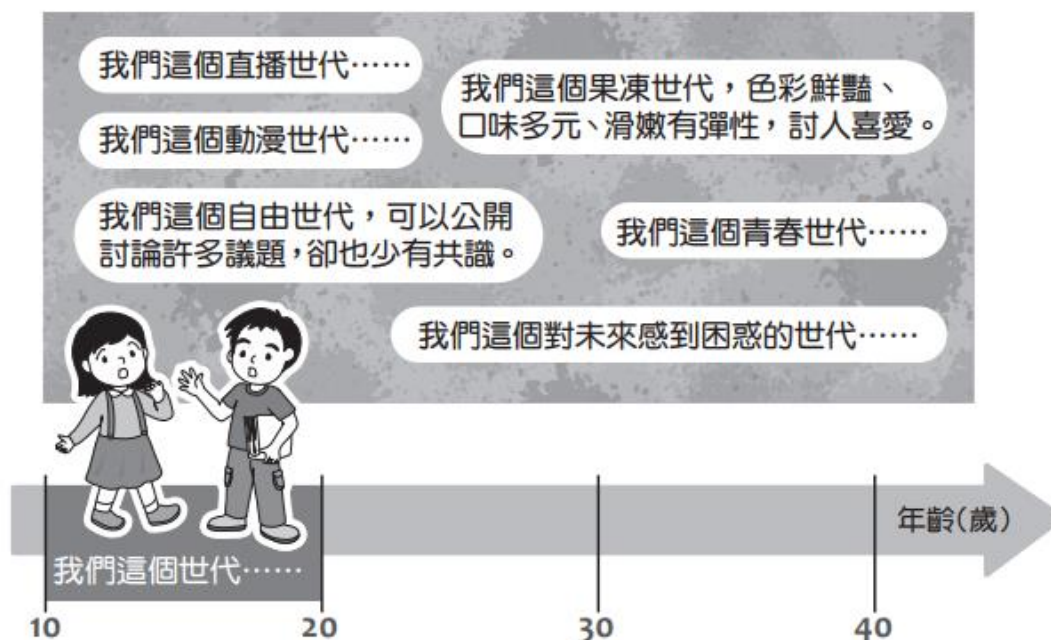 我們這個直播世代……
我們這個果凍世代，色彩鮮豔、
口味多元、滑嫩有彈性，討人喜愛。
我們這個動漫世代……
我們這個自由世代，可以公開
討論許多議題，卻也少有共識。
我們這個青春世代……
我們這個對未來感到困惑的世代……
我們這個世代……
年齡(歲)
10
20
30
40